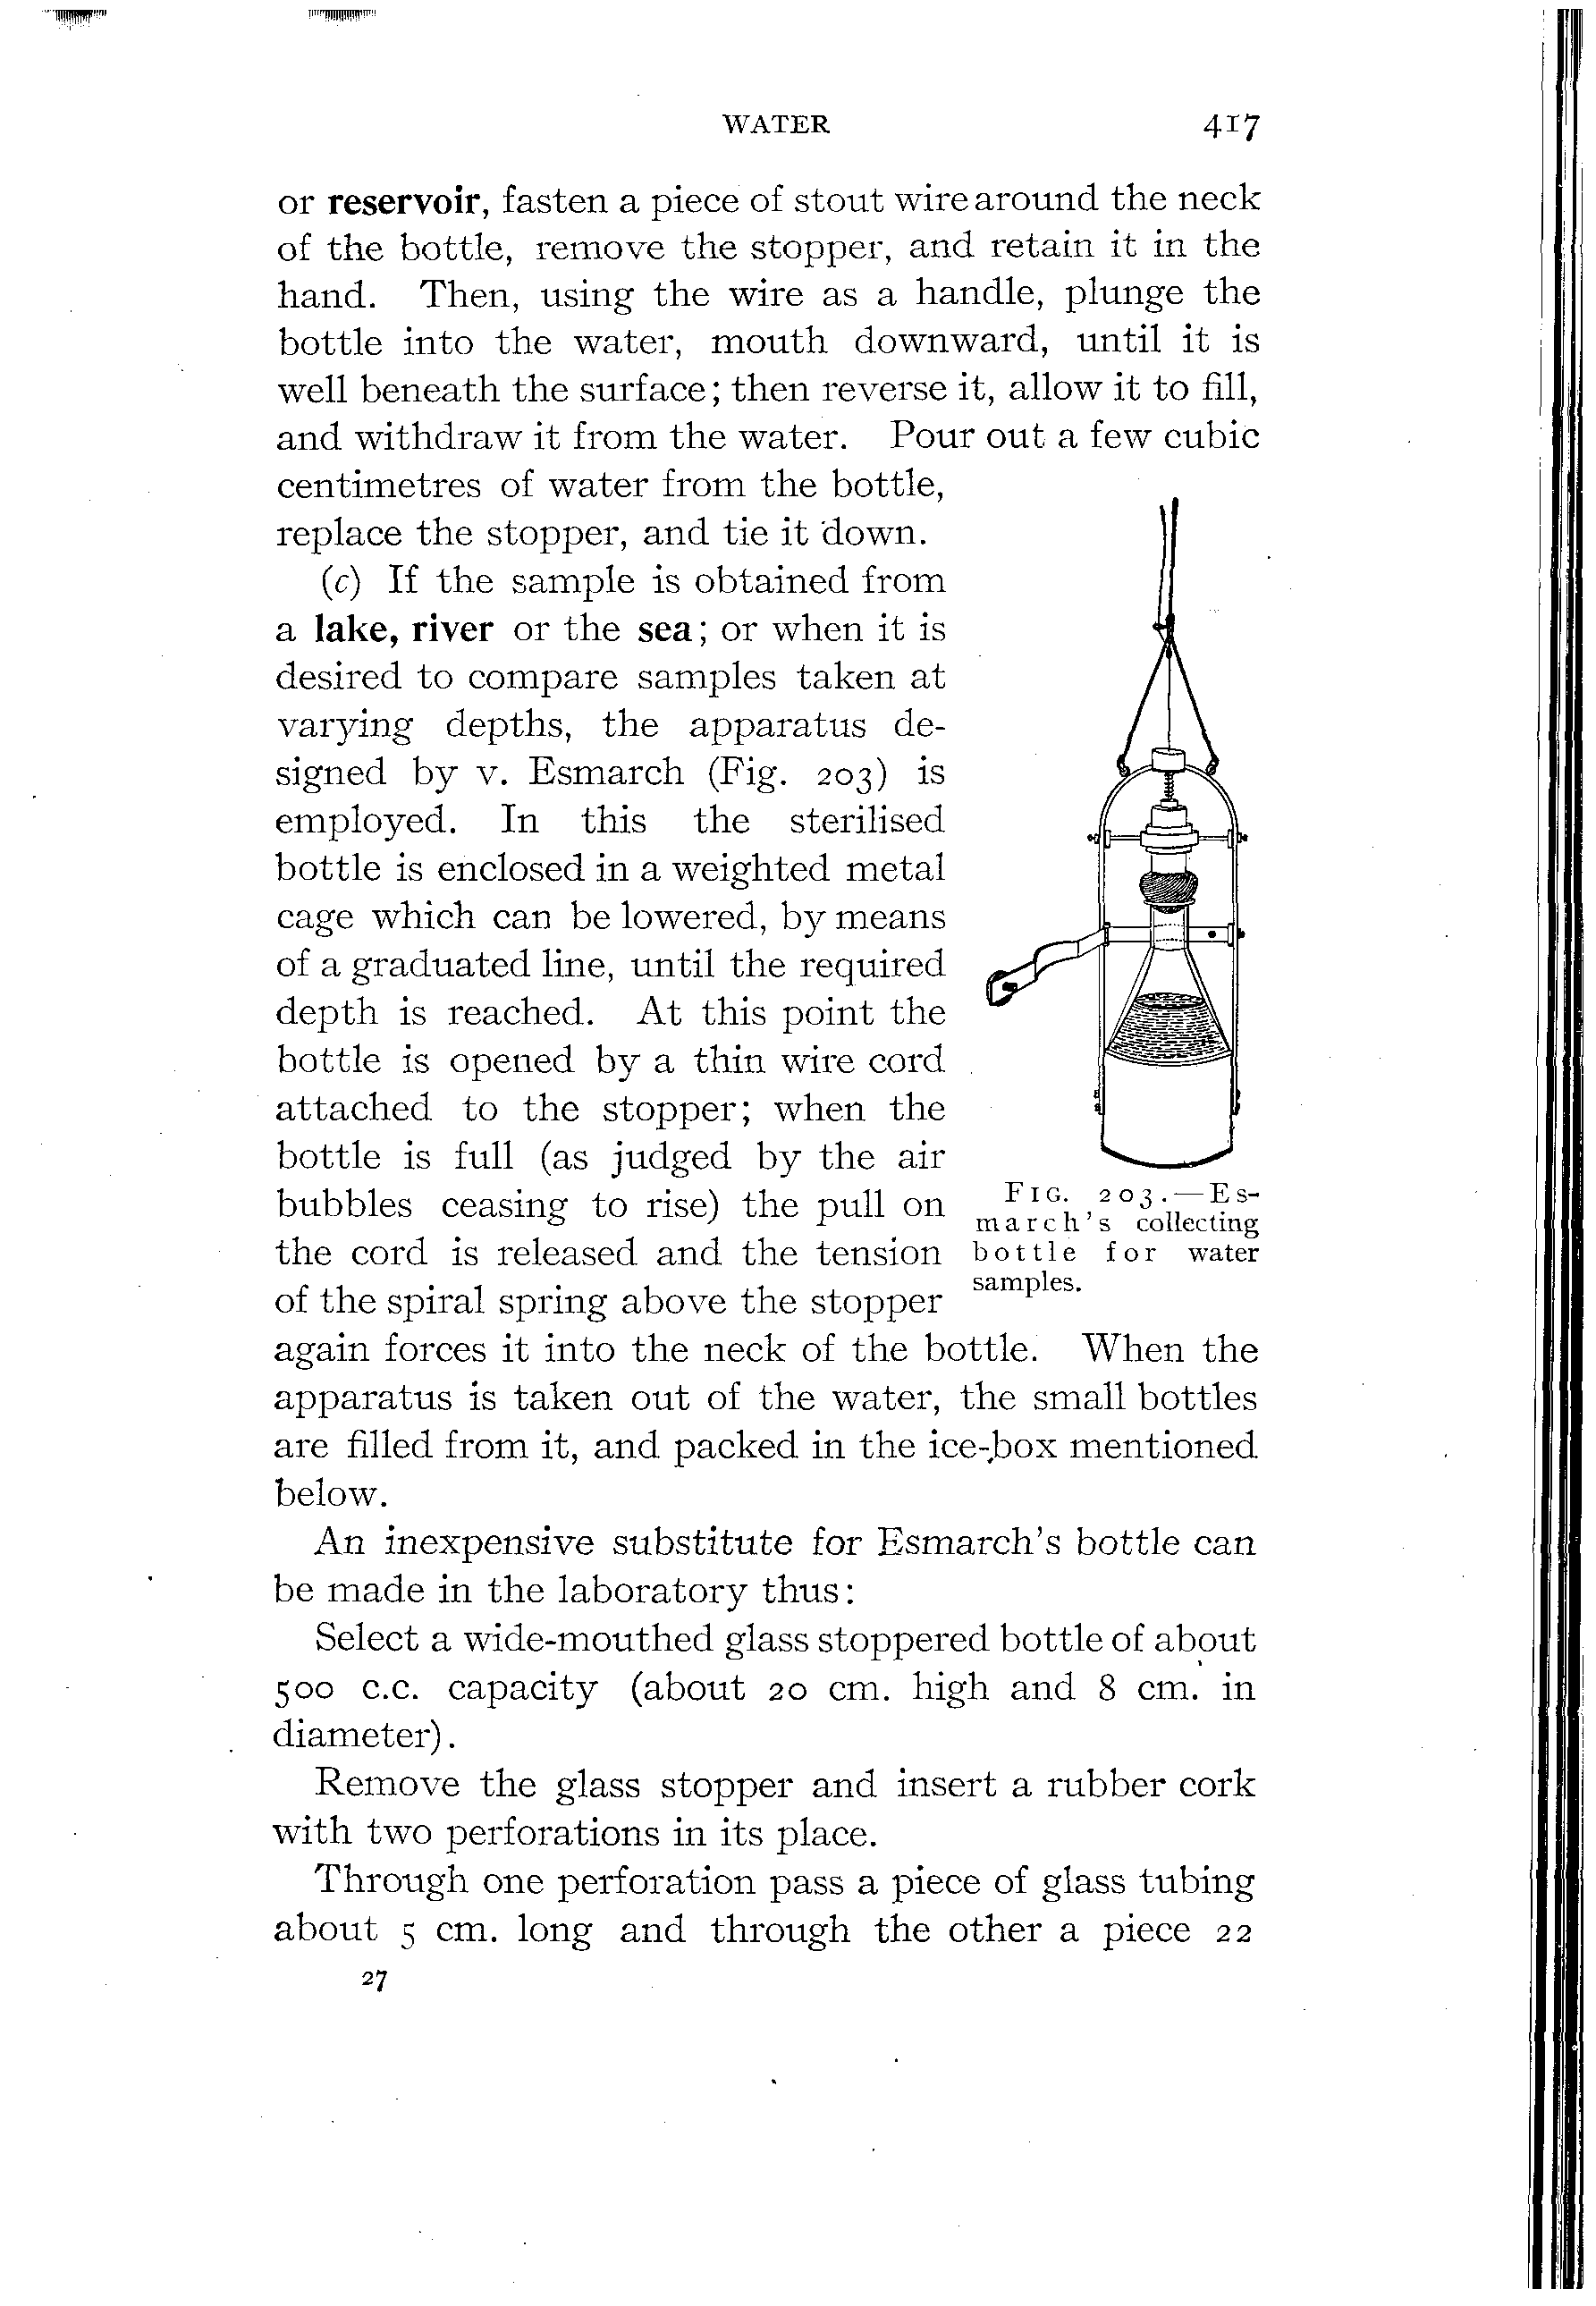 WATER 417
or reservoir, fasten a piece of stout wire around the neck
of the bottle, remove the stopper, and retain it in the
hand. Then, using the wire as a handle, plunge the
bottle into the water, mouth downward, until it is
well beneath the surface; then reverse it, allow it to fill,
and withdraw it from the water. Pour out a few cubic
centimetres of water from the bottle,
replace the stopper, and tie it down.
(c) If the sample is obtained from
a lake, river or the sea; or when it is
desired to compare samples taken at
varying depths, the apparatus de-
signed by v. Esmarch (Fig. 203) is
employed. In this the sterilised
bottle is enclosed in a weighted metal
cage which can be lowered, by means
of a graduated line, until the required
depth is reached. At this point the
bottle is opened by a thin wire cord
attached to the stopper; when the
bottle is full (as judged by the air
bubbles ceasing to rise) the pull on
the cord is released and the tension
of the spiral spring above the stopper
FIG. 203.—Es-
march's collecting
bottle for water
samples.
again forces it into the neck of the bottle. When the
apparatus is taken out of the water, the small bottles
are filled from it, and packed in the ice-box mentioned
below.
An inexpensive substitute for Esmarch's bottle can
be made in the laboratory thus:
Select a wide-mouthed glass stoppered bottle of about
500 c.c. capacity (about 20 cm. high and 8 cm. in
diameter).
Remove the glass stopper and insert a rubber cork
with two perforations in its place.
Through one perforation pass a piece of glass tubing
about 5 cm. long and through the other a piece 22
27